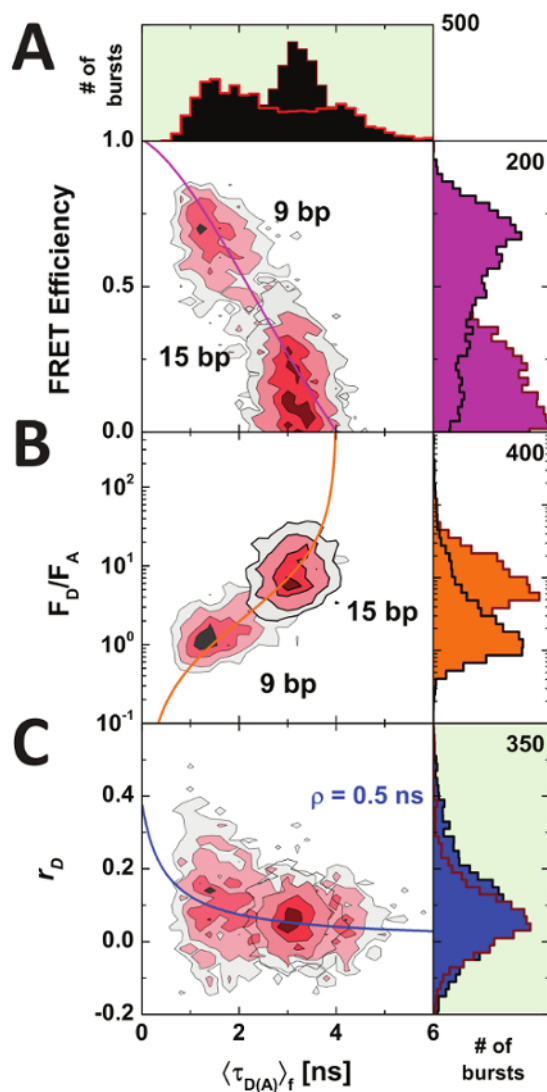 A
# of
bursts
500
1.0
200
9 bp
FRET Efficiency
0.5
15 bp
0.0
B
400
10²
F_D/F_A
10¹
15 bp
10⁰
9 bp
10⁻¹
C
350
0.4
ρ = 0.5 ns
r_D
0.2
0.0
-0.2
0 2 4 6
⟨τ_D(A)⟩_f [ns]
# of
bursts